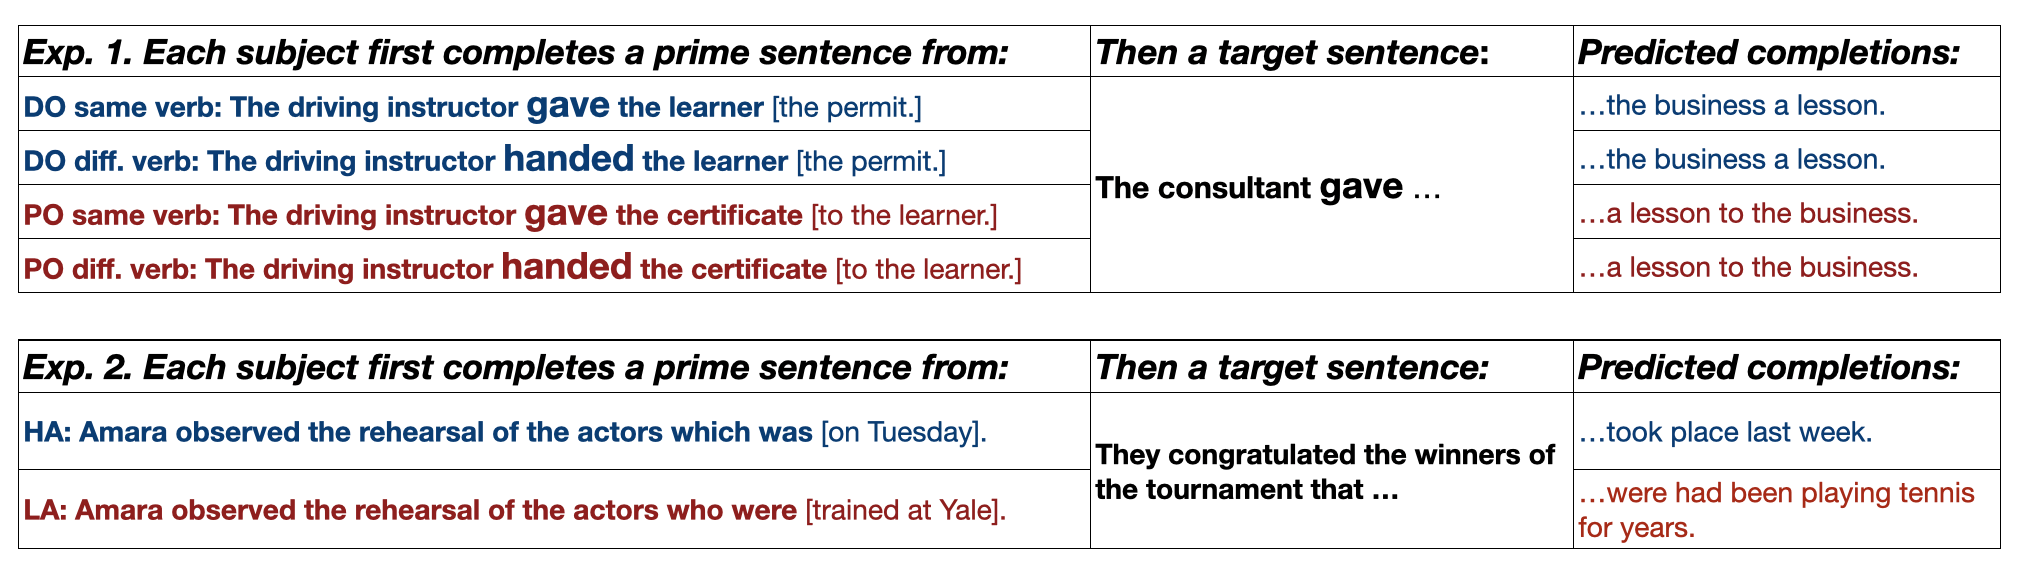 Exp. 1. Each subject first completes a prime sentence from:
Then a target sentence:
Predicted completions:
DO same verb: The driving instructor gave the learner [the permit.]
…the business a lesson.
DO diff. verb: The driving instructor handed the learner [the permit.]
…the business a lesson.
The consultant gave …
PO same verb: The driving instructor gave the certificate [to the learner.]
…a lesson to the business.
PO diff. verb: The driving instructor handed the certificate [to the learner.]
…a lesson to the business.
Exp. 2. Each subject first completes a prime sentence from:
Then a target sentence:
Predicted completions:
HA: Amara observed the rehearsal of the actors which was [on Tuesday].
…took place last week.
They congratulated the winners of
the tournament that …
LA: Amara observed the rehearsal of the actors who were [trained at Yale].
…were had been playing tennis
for years.